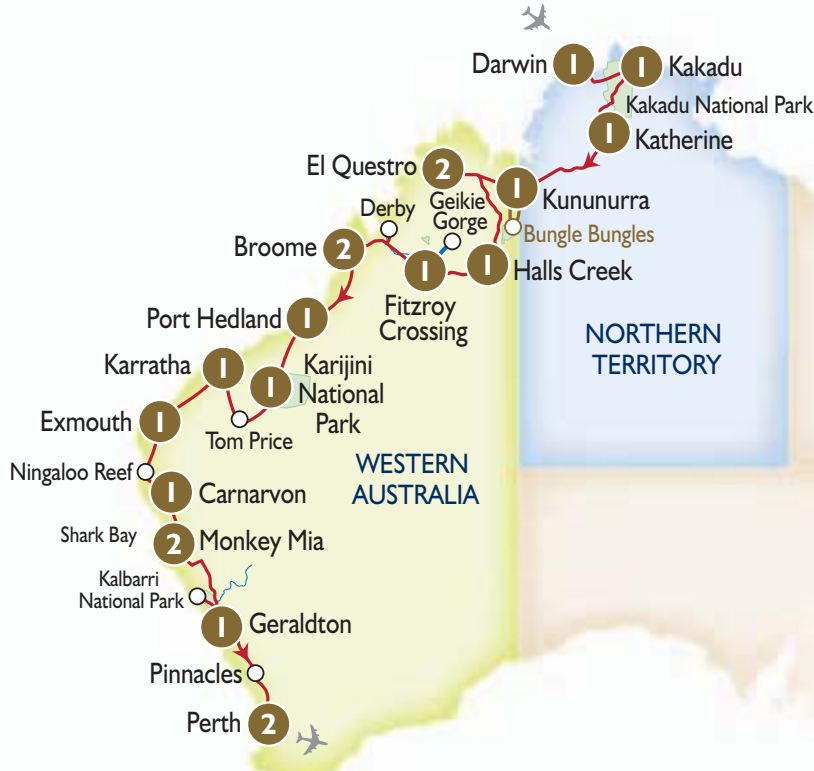 Darwin
1
1
Kakadu
Kakadu National Park
1
Katherine
El Questro
2
1
Kununurra
Derby
Geikie
Gorge
Bungle Bungles
Broome
2
1
1
Halls Creek
Fitzroy
Crossing
Port Hedland
1
NORTHERN
TERRITORY
Karratha
1
1
Karijini
National
Park
Exmouth
1
Tom Price
Ningaloo Reef
WESTERN
AUSTRALIA
1
Carnarvon
Shark Bay
2
Monkey Mia
Kalbarri
National Park
1
Geraldton
Pinnacles
Perth
2